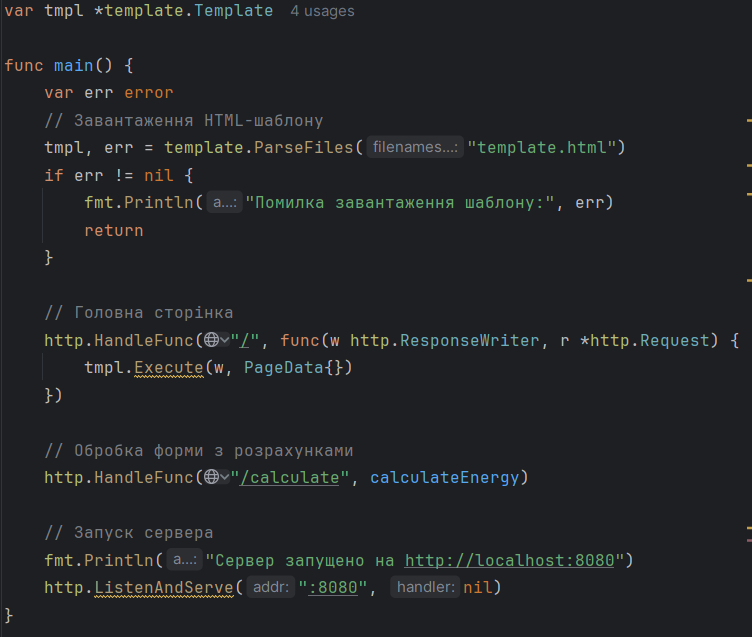 var tmpl *template.Template 4 usages
func main() {
var err error
// Завантаження HTML-шаблону
tmpl, err = template.ParseFiles(filenames...: "template.html")
if err != nil {
fmt.Println(a...: "Помилка завантаження шаблону:", err)
return
}
// Головна сторінка
http.HandleFunc("/", func(w http.ResponseWriter, r *http.Request) {
tmpl.Execute(w, PageData{})
})
// Обробка форми з розрахунками
http.HandleFunc("/calculate", calculateEnergy)
// Запуск сервера
fmt.Println(a...: "Сервер запущено на http://localhost:8080")
http.ListenAndServe(addr: ":8080", handler: nil)
}